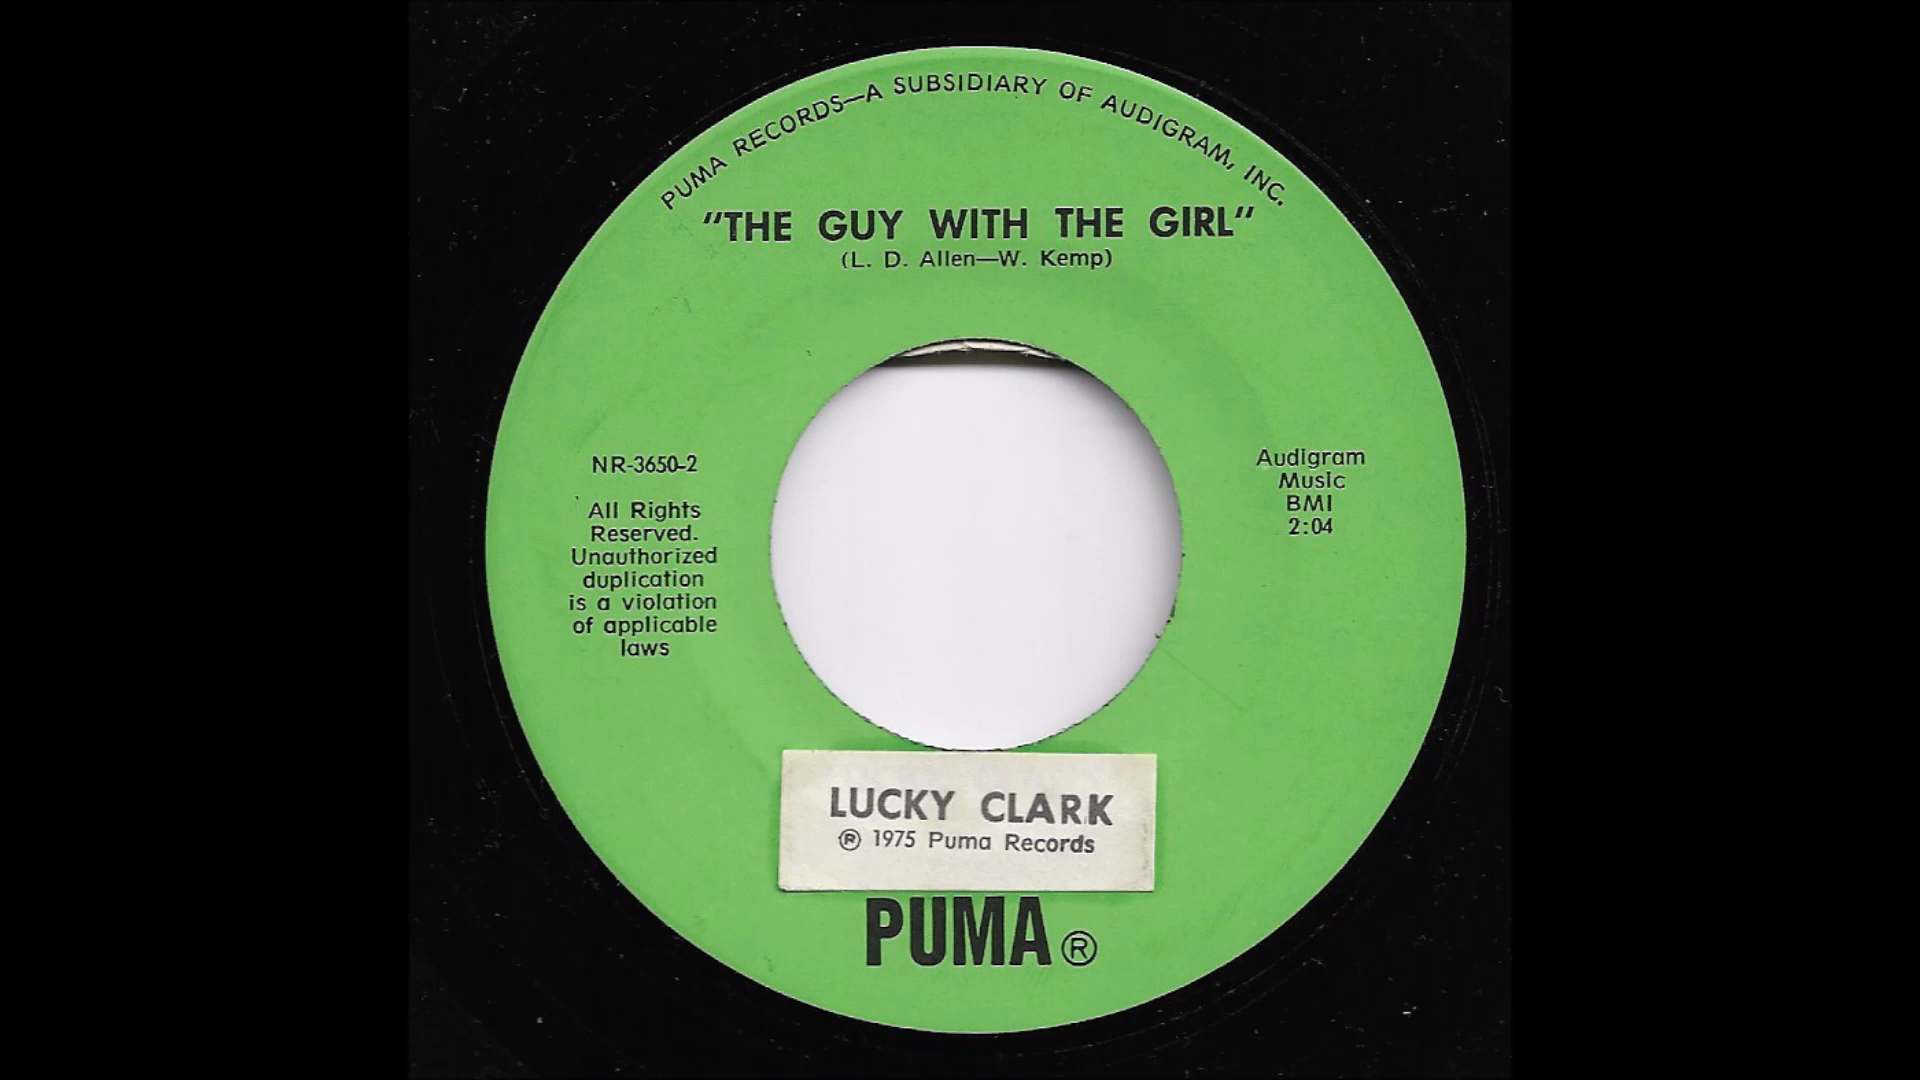 PUMA RECORDS—A SUBSIDIARY OF AUDIGRAM, INC.
"THE GUY WITH THE GIRL"
(L. D. Allen—W. Kemp)
NR-3650-2
All Rights
Reserved.
Unauthorized
duplication
is a violation
of applicable
laws
Audigram
Music
BMI
2:04
LUCKY CLARK
® 1975 Puma Records
PUMA ®